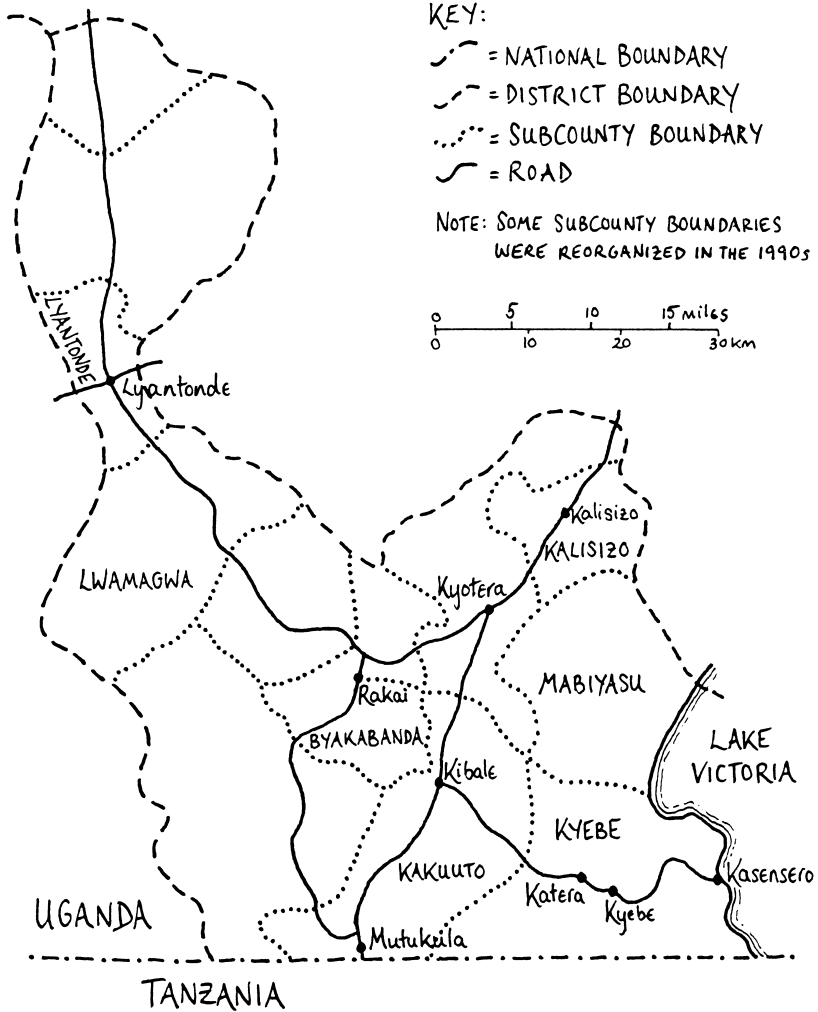 KEY:
= NATIONAL BOUNDARY
= DISTRICT BOUNDARY
= SUBCOUNTY BOUNDARY
= ROAD
NOTE: SOME SUBCOUNTY BOUNDARIES
WERE REORGANIZED IN THE 1990s
0 5 10 15 MILES
0 10 20 30 KM
LYANTONDE
Lyantonde
Kalisizo
KALISIZO
LWAMAGWA
Kyotera
MABIYASU
Rakai
BYAKABANDA
LAKE
VICTORIA
Kibale
KYEBE
KAKUUTO
Kasensero
Katera
Kyebe
UGANDA
Mutukula
TANZANIA